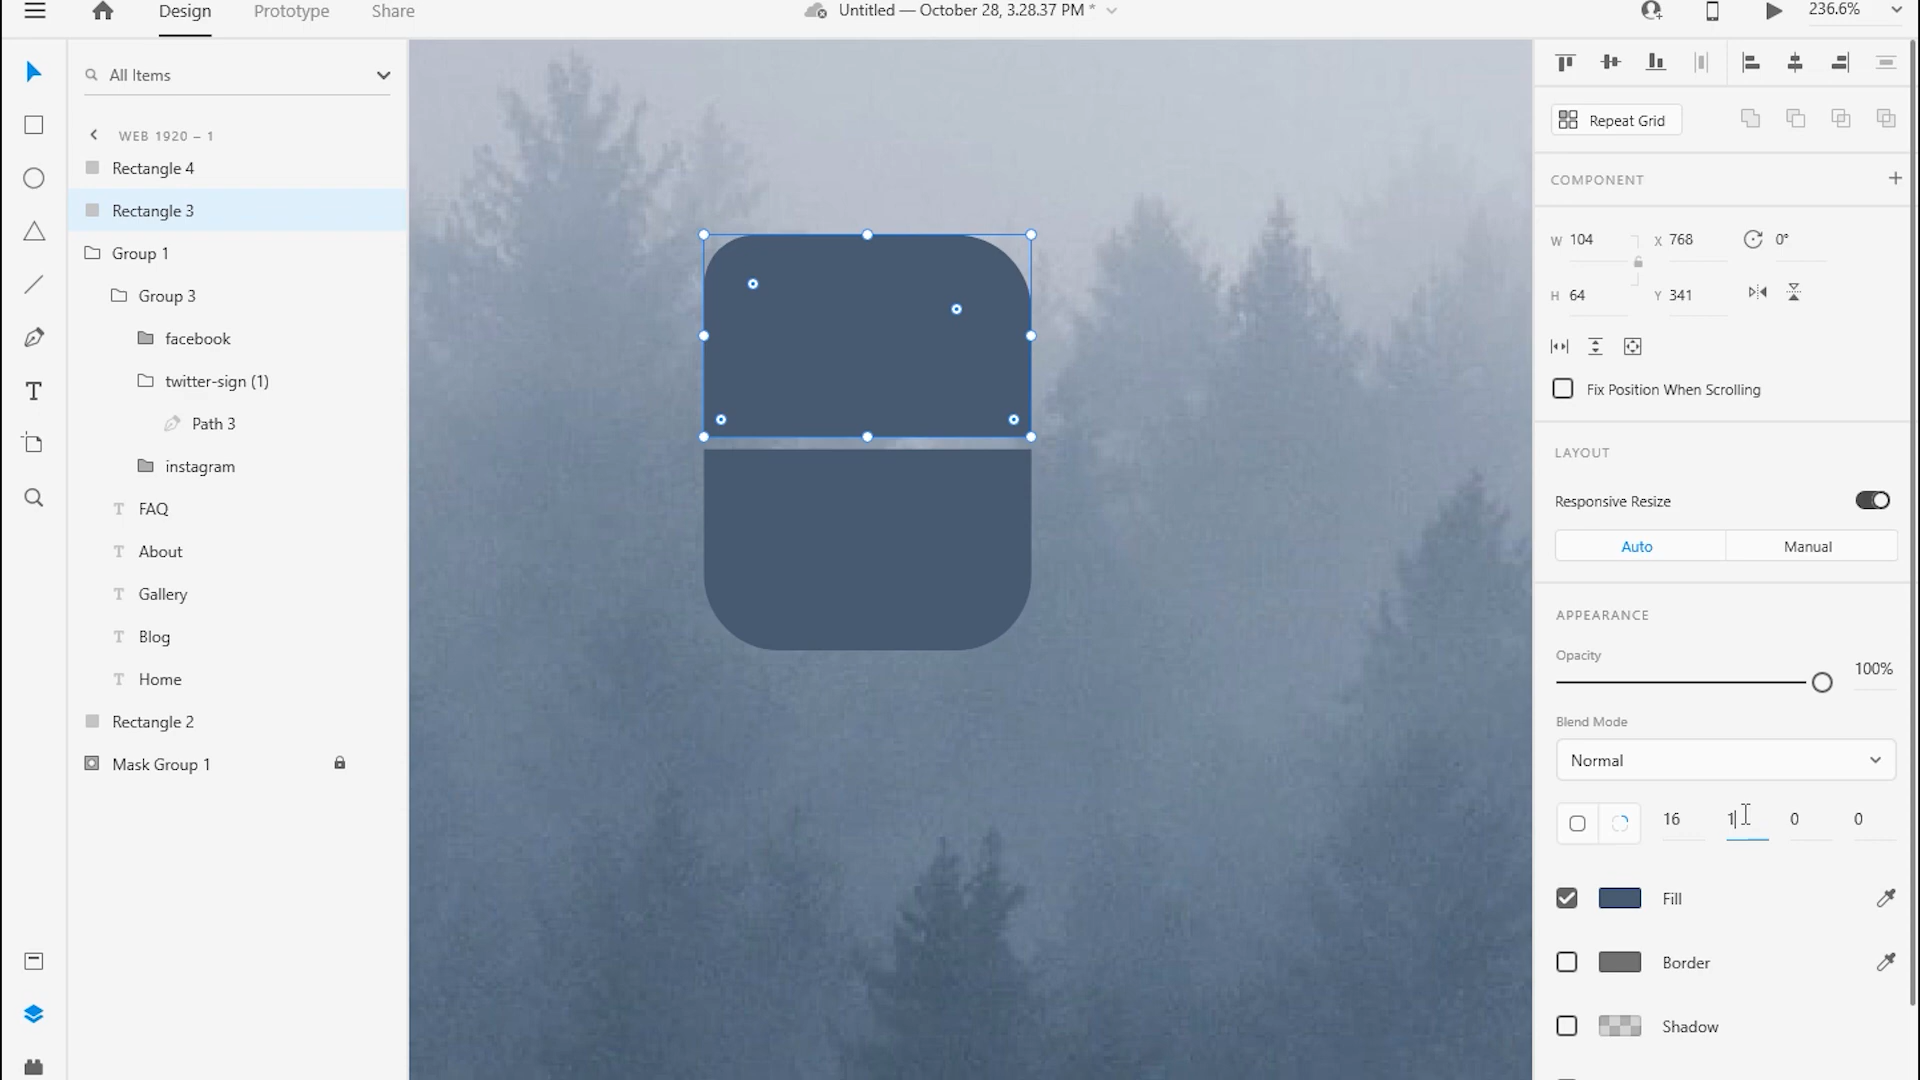 Design
Prototype
Share
Untitled — October 28, 3.28.37 PM *
236.6%
All Items
WEB 1920 – 1
Rectangle 4
Rectangle 3
Group 1
Group 3
facebook
twitter-sign (1)
Path 3
instagram
FAQ
About
Gallery
Blog
Home
Rectangle 2
Mask Group 1
Repeat Grid
COMPONENT
W 104
X 768
0°
H 64
Y 341
Fix Position When Scrolling
LAYOUT
Responsive Resize
Auto
Manual
APPEARANCE
Opacity
100%
Blend Mode
Normal
16
1
0
0
Fill
Border
Shadow